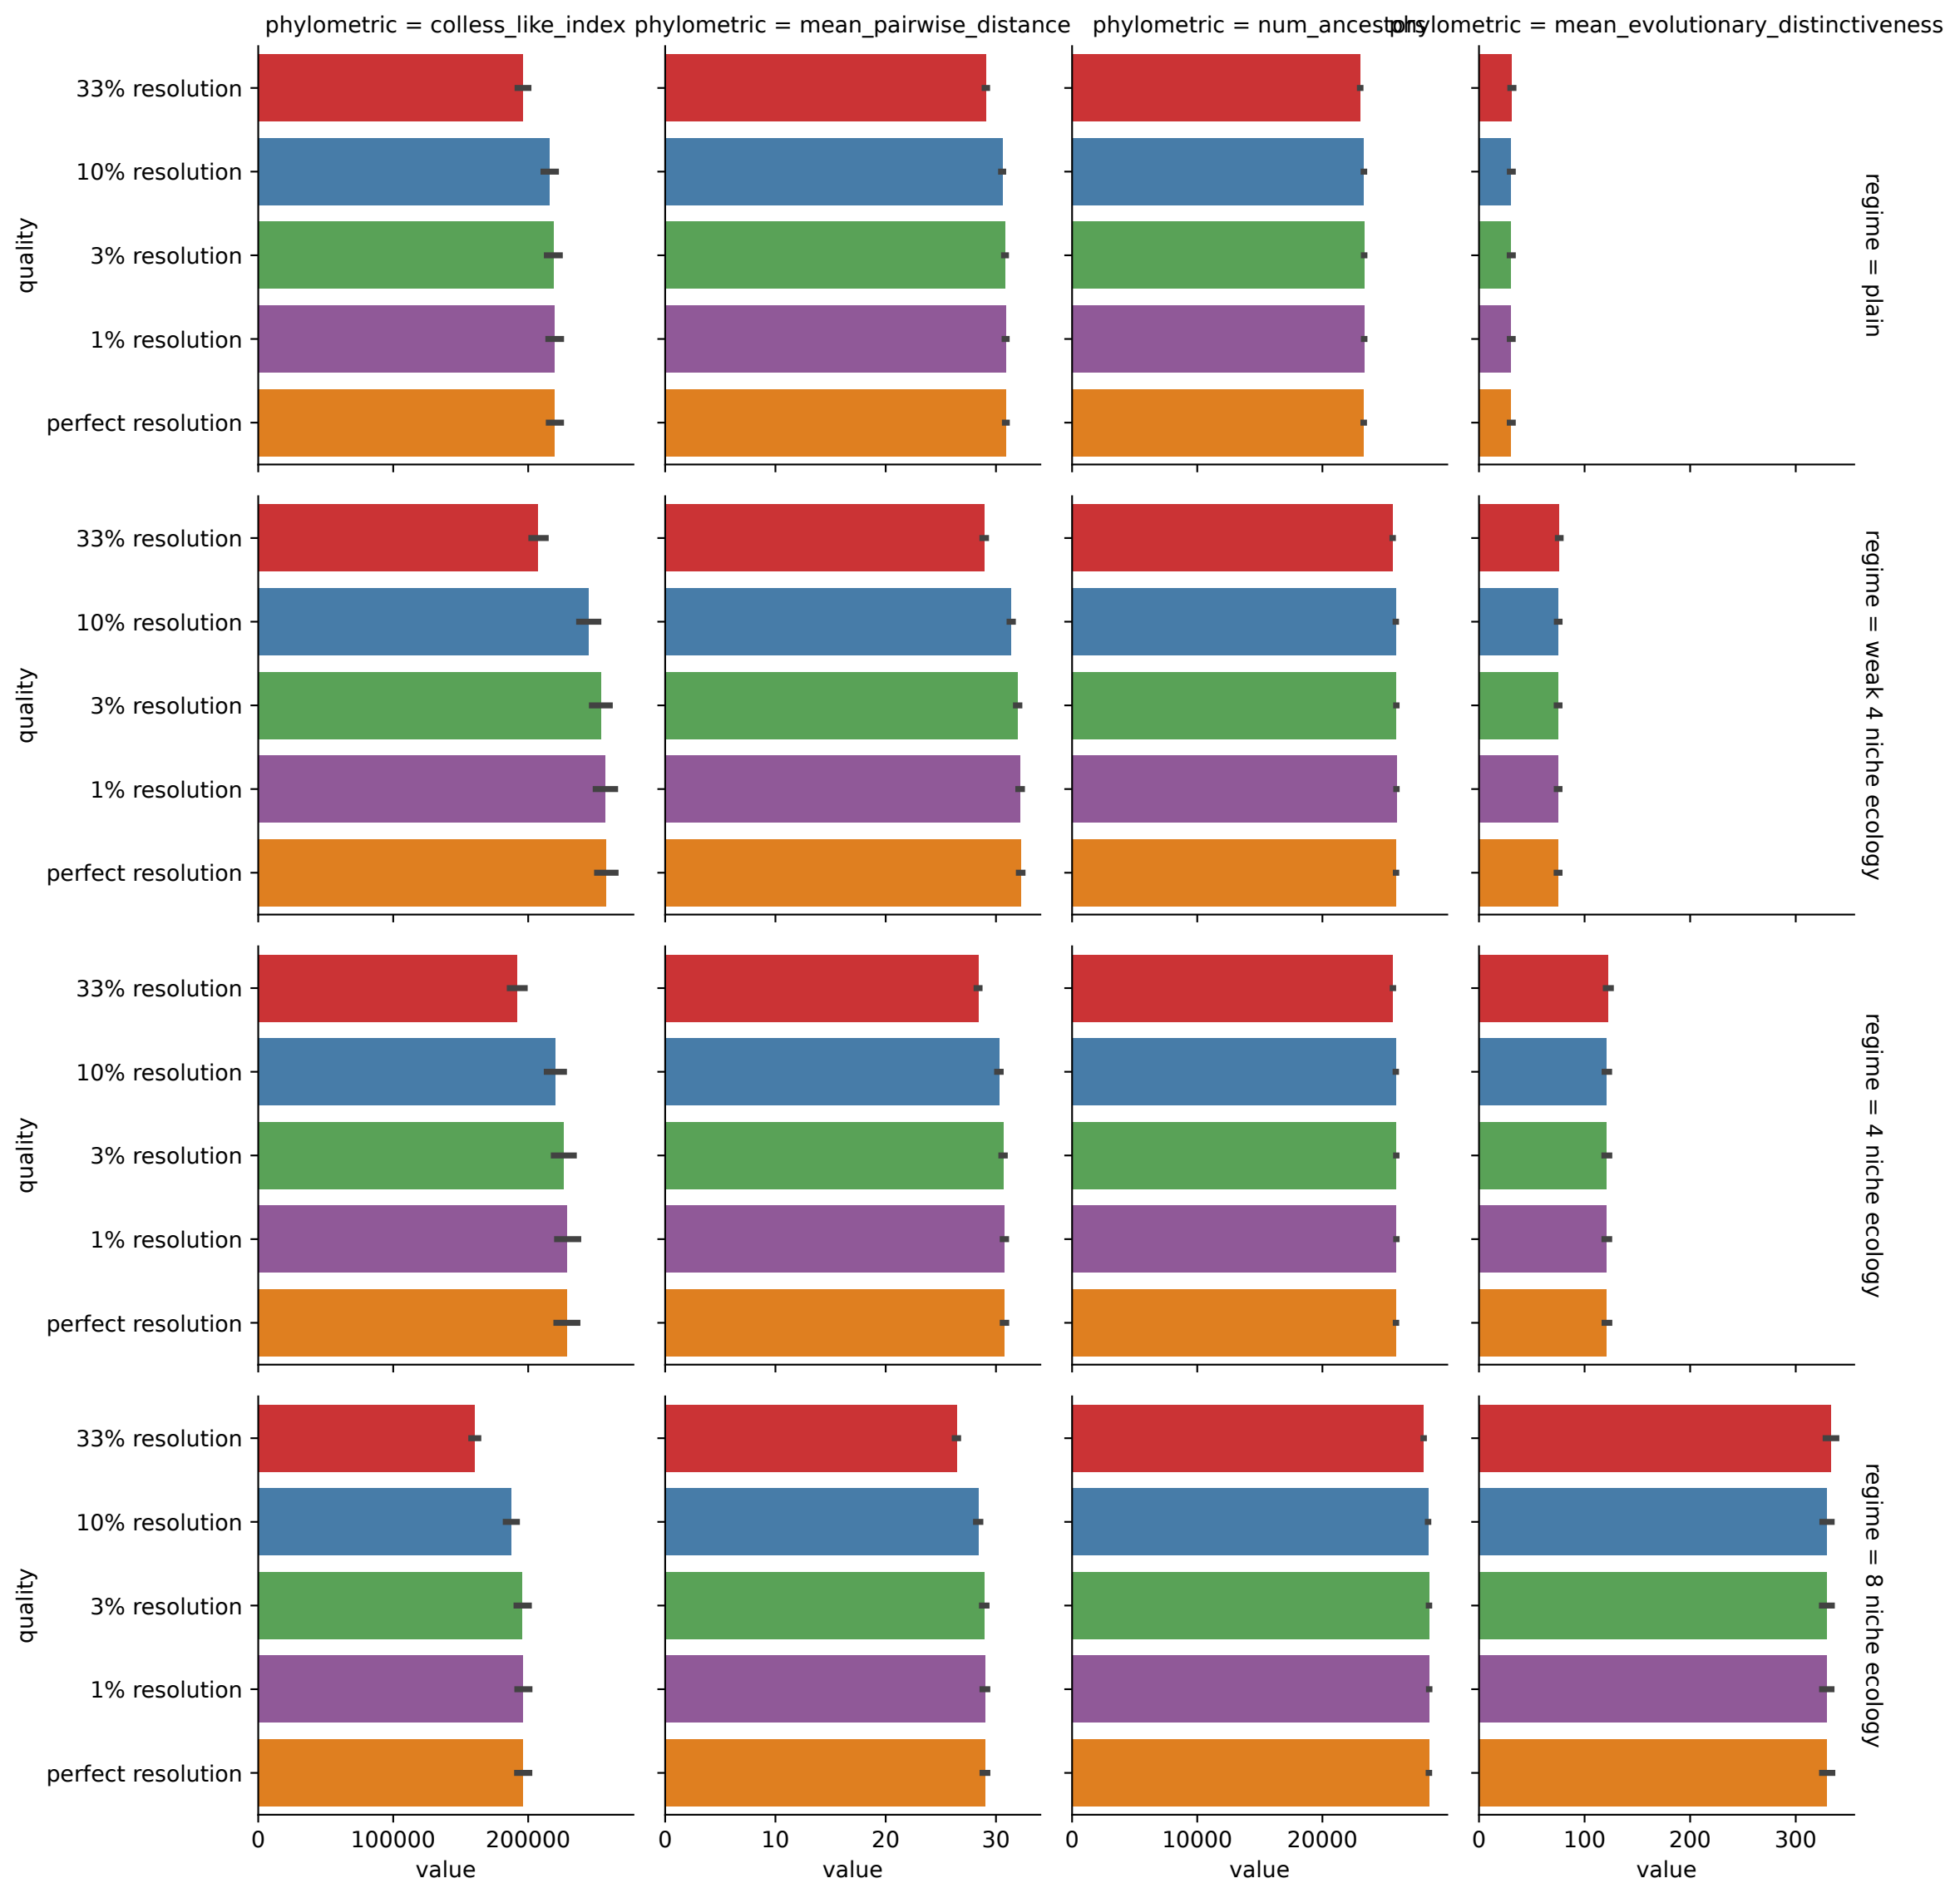 phylometric = colless_like_index
phylometric = mean_pairwise_distance
phylometric = num_ancestors
phylometric = mean_evolutionary_distinctiveness
quality
33% resolution
10% resolution
3% resolution
1% resolution
perfect resolution
regime = plain
quality
33% resolution
10% resolution
3% resolution
1% resolution
perfect resolution
regime = weak 4 niche ecology
quality
33% resolution
10% resolution
3% resolution
1% resolution
perfect resolution
regime = 4 niche ecology
quality
33% resolution
10% resolution
3% resolution
1% resolution
perfect resolution
regime = 8 niche ecology
0 100000 200000
value
0 10 20 30
value
0 10000 20000
value
0 100 200 300
value